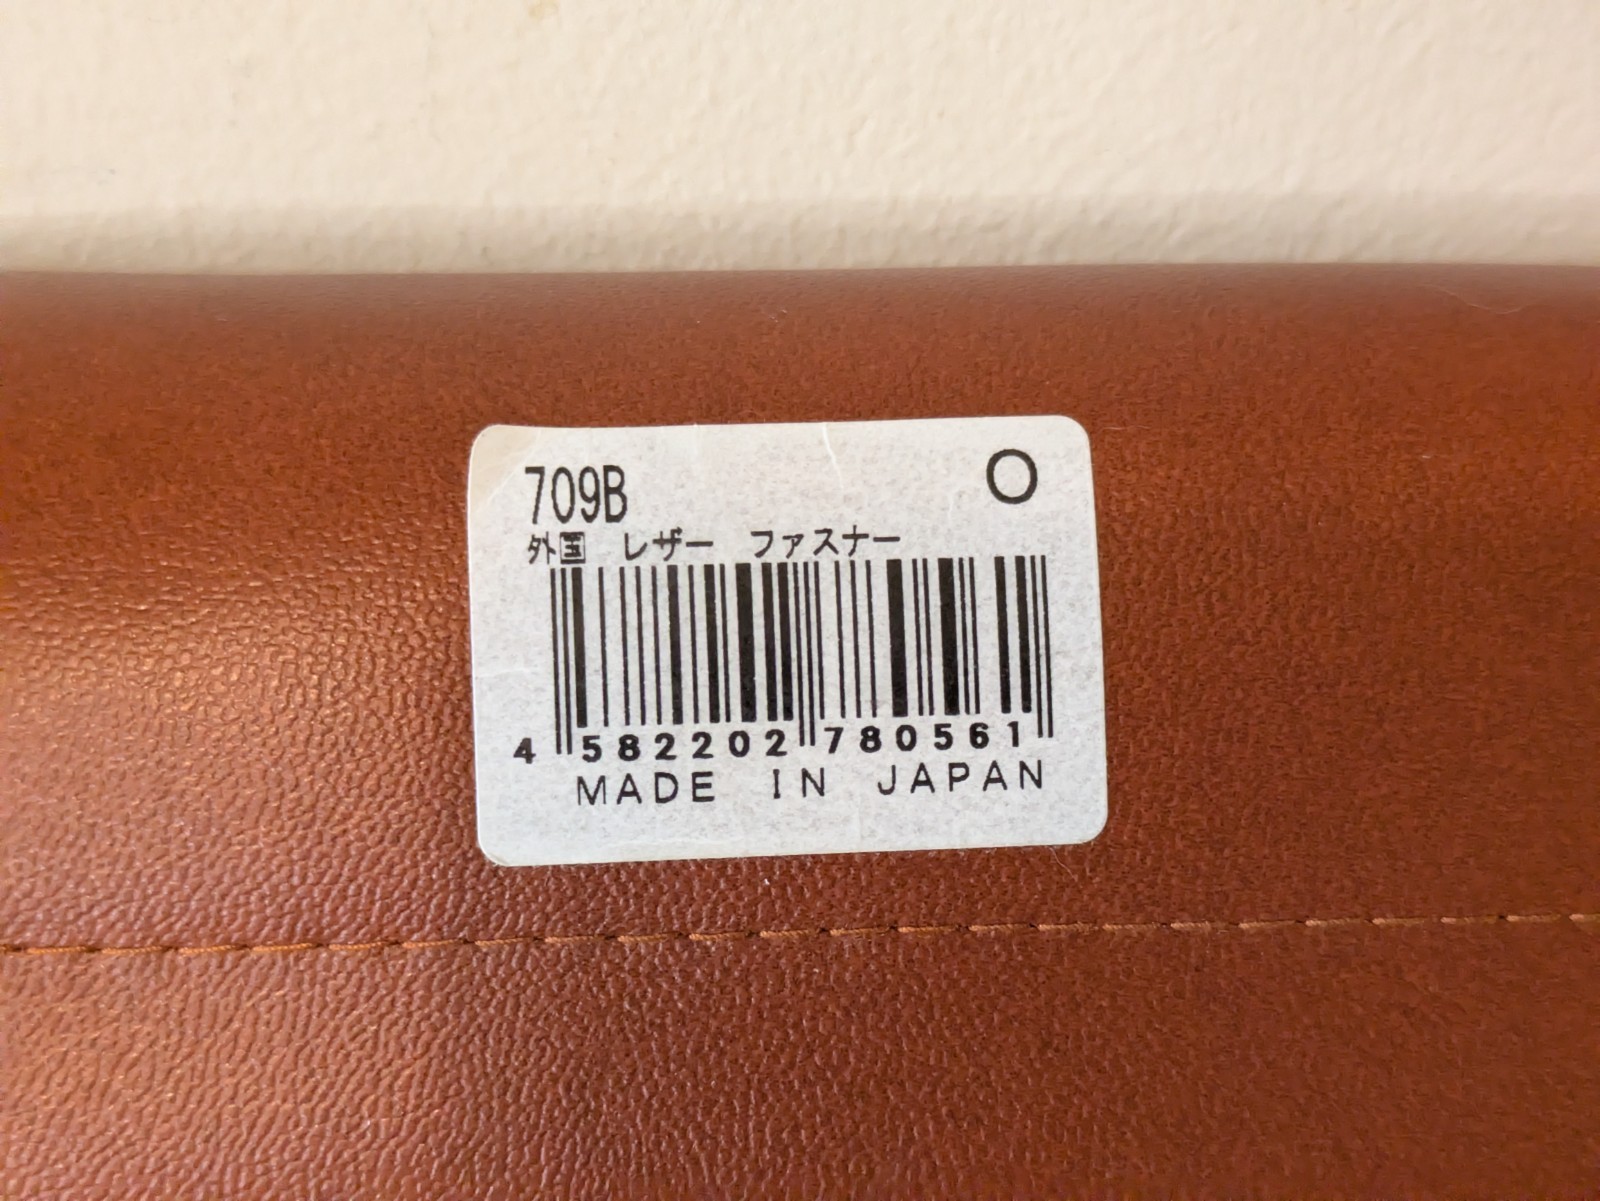 709B O
外国 レザー ファスナー
4 582202 780561
MADE IN JAPAN